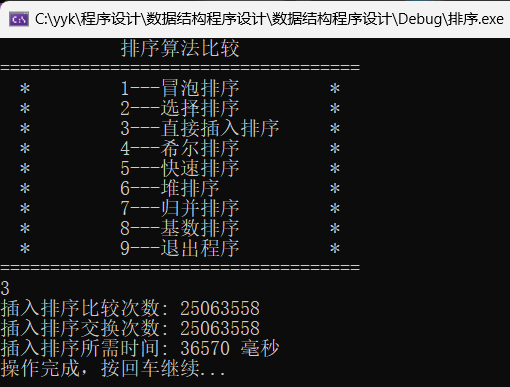 C:\yyk\程序设计\数据结构程序设计\数据结构程序设计\Debug\排序.exe
排序算法比较
====================================
* 1---冒泡排序 *
* 2---选择排序 *
* 3---直接插入排序 *
* 4---希尔排序 *
* 5---快速排序 *
* 6---堆排序 *
* 7---归并排序 *
* 8---基数排序 *
* 9---退出程序 *
====================================
3
插入排序比较次数: 25063558
插入排序交换次数: 25063558
插入排序所需时间: 36570 毫秒
操作完成，按回车继续...